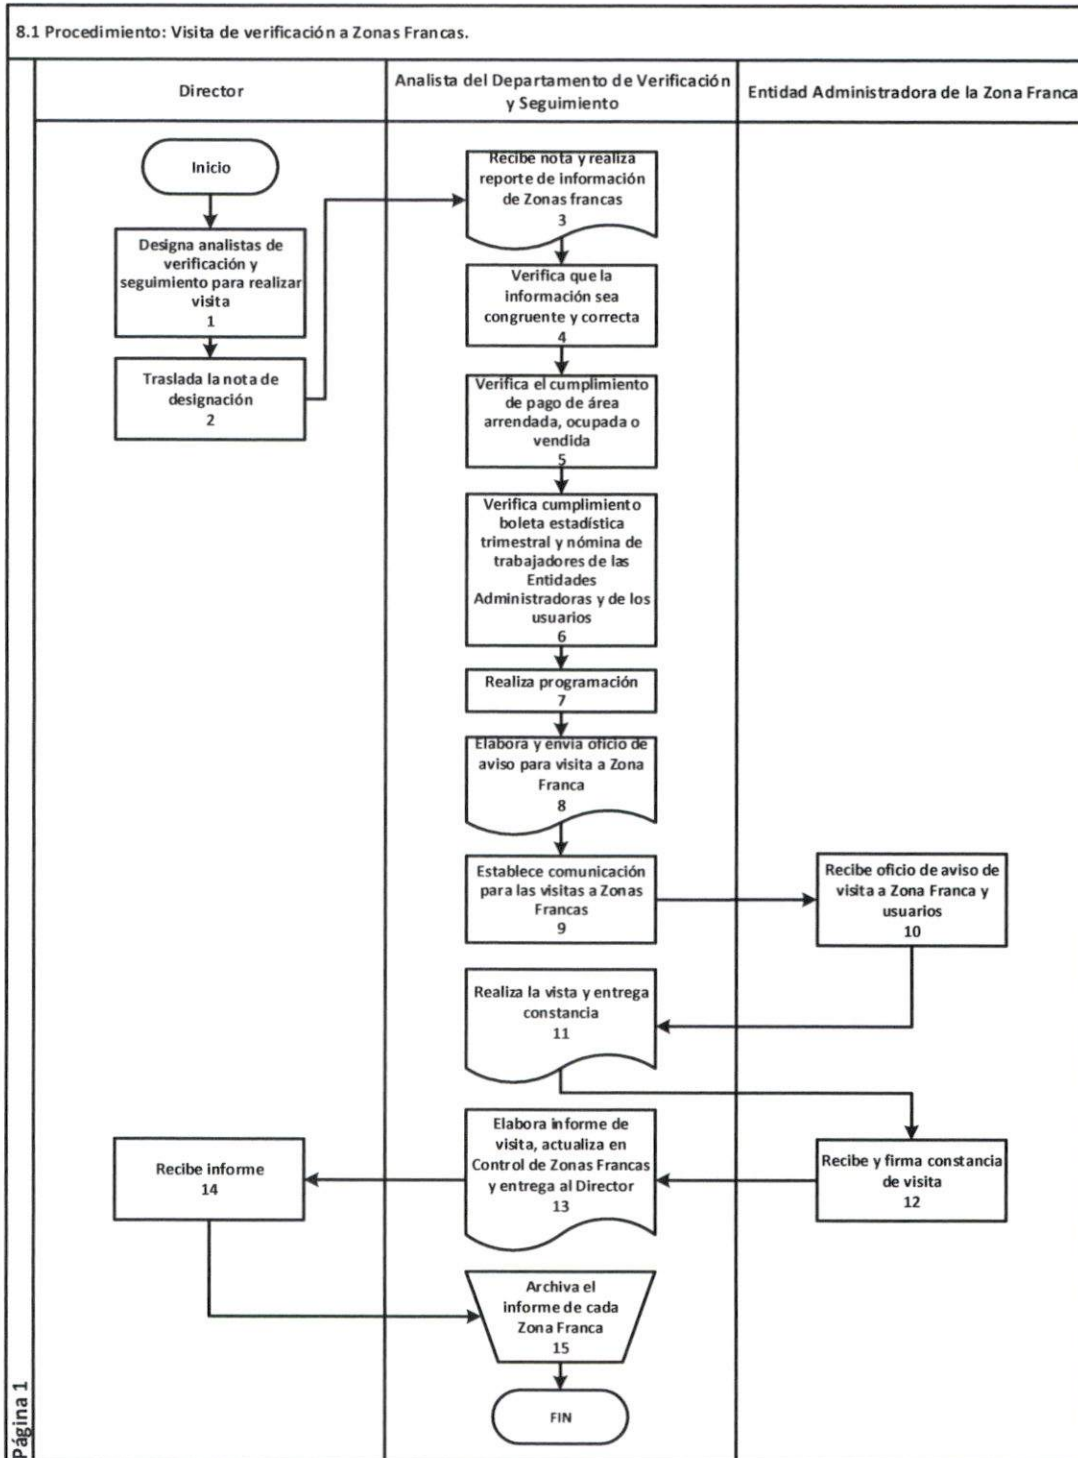 8.1 Procedimiento: Visita de verificación a Zonas Francas.
Director
Analista del Departamento de Verificación
y Seguimiento
Entidad Administradora de la Zona Franca
Inicio
Designa analistas de
verificación y
seguimiento para realizar
visita
1
Traslada la nota de
designación
2
Recibe nota y realiza
reporte de información
de Zonas francas
3
Verifica que la
información sea
congruente y correcta
4
Verifica el cumplimiento
de pago de área
arrendada, ocupada o
vendida
5
Verifica cumplimiento
boleta estadística
trimestral y nómina de
trabajadores de las
Entidades
Administradoras y de los
usuarios
6
Realiza programación
7
Elabora y envía oficio de
aviso para visita a Zona
Franca
8
Establece comunicación
para las visitas a Zonas
Francas
9
Recibe oficio de aviso de
visita a Zona Franca y
usuarios
10
Realiza la vista y entrega
constancia
11
Recibe y firma constancia
de visita
12
Elabora informe de
visita, actualiza en
Control de Zonas Francas
y entrega al Director
13
Recibe informe
14
Archiva el
informe de cada
Zona Franca
15
FIN
Página 1